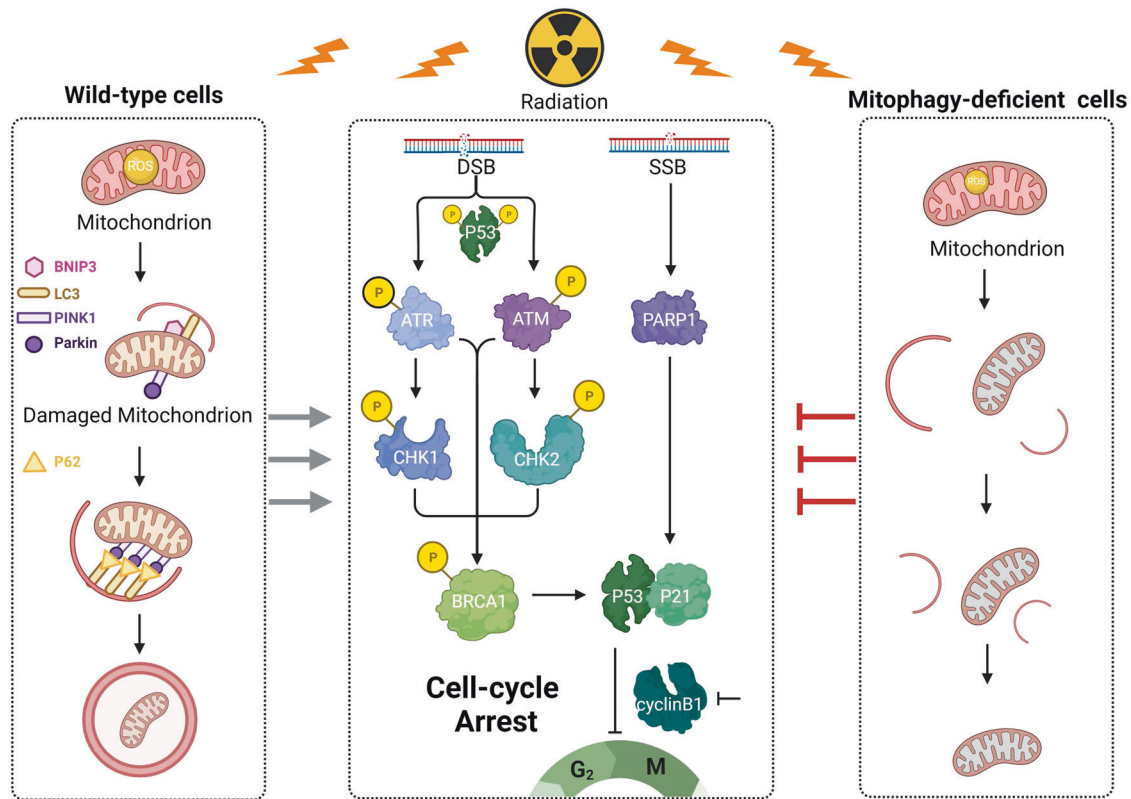 Radiation
Wild-type cells
ROS
Mitochondrion
BNIP3
LC3
PINK1
Parkin
Damaged Mitochondrion
P62
DSB
SSB
P
P
P53
P
ATR
P
ATM
PARP1
P
CHK1
P
CHK2
P
BRCA1
P53
P21
Cell-cycle
Arrest
cyclinB1
G2
M
Mitophagy-deficient cells
ROS
Mitochondrion